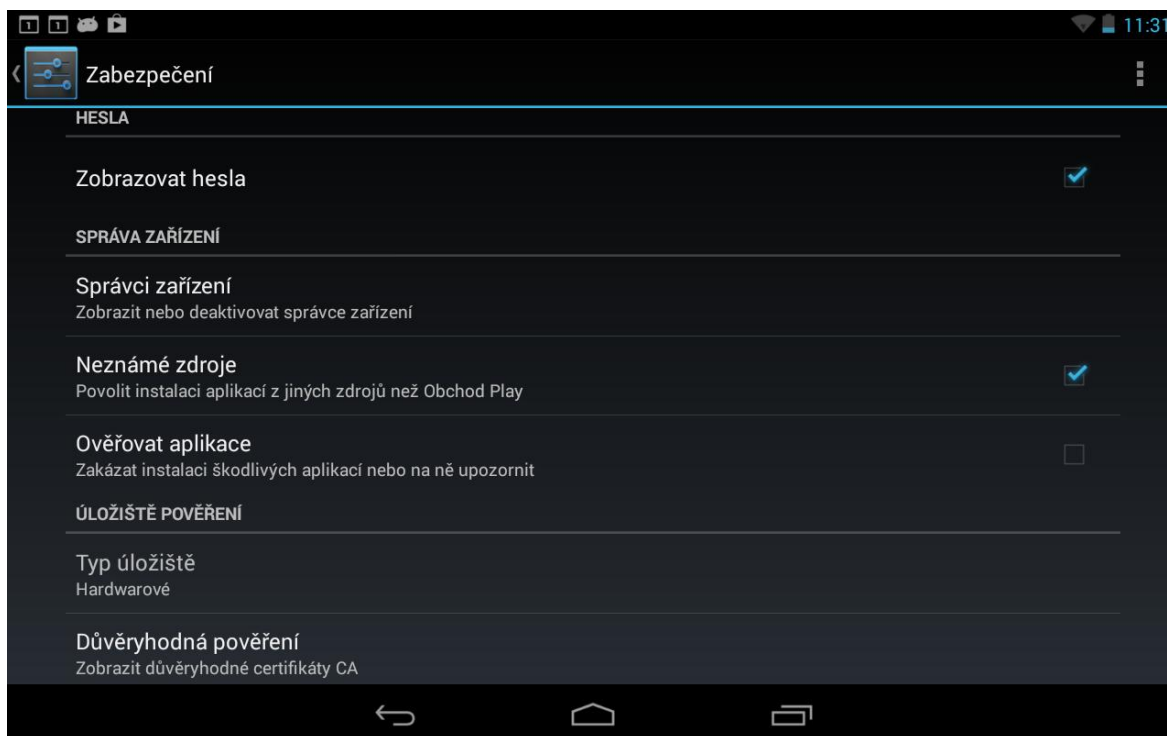 1 1 11:31
Zabezpečení
HESLA
Zobrazovat hesla
SPRÁVA ZAŘÍZENÍ
Správci zařízení
Zobrazit nebo deaktivovat správce zařízení
Neznámé zdroje
Povolit instalaci aplikací z jiných zdrojů než Obchod Play
Ověřovat aplikace
Zakázat instalaci škodlivých aplikací nebo na ně upozornit
ÚLOŽIŠTĚ POVĚŘENÍ
Typ úložiště
Hardwarové
Důvěryhodná pověření
Zobrazit důvěryhodné certifikáty CA